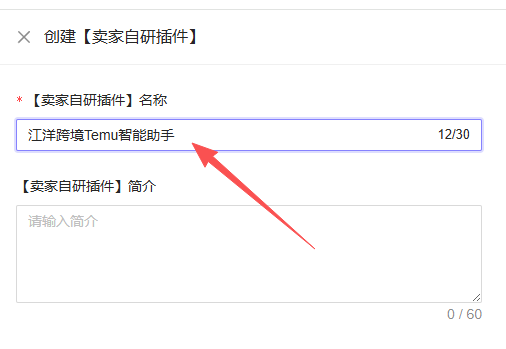 创建【卖家自研插件】
* 【卖家自研插件】名称
江洋跨境Temu智能助手 12/30
【卖家自研插件】简介
请输入简介
0 / 60